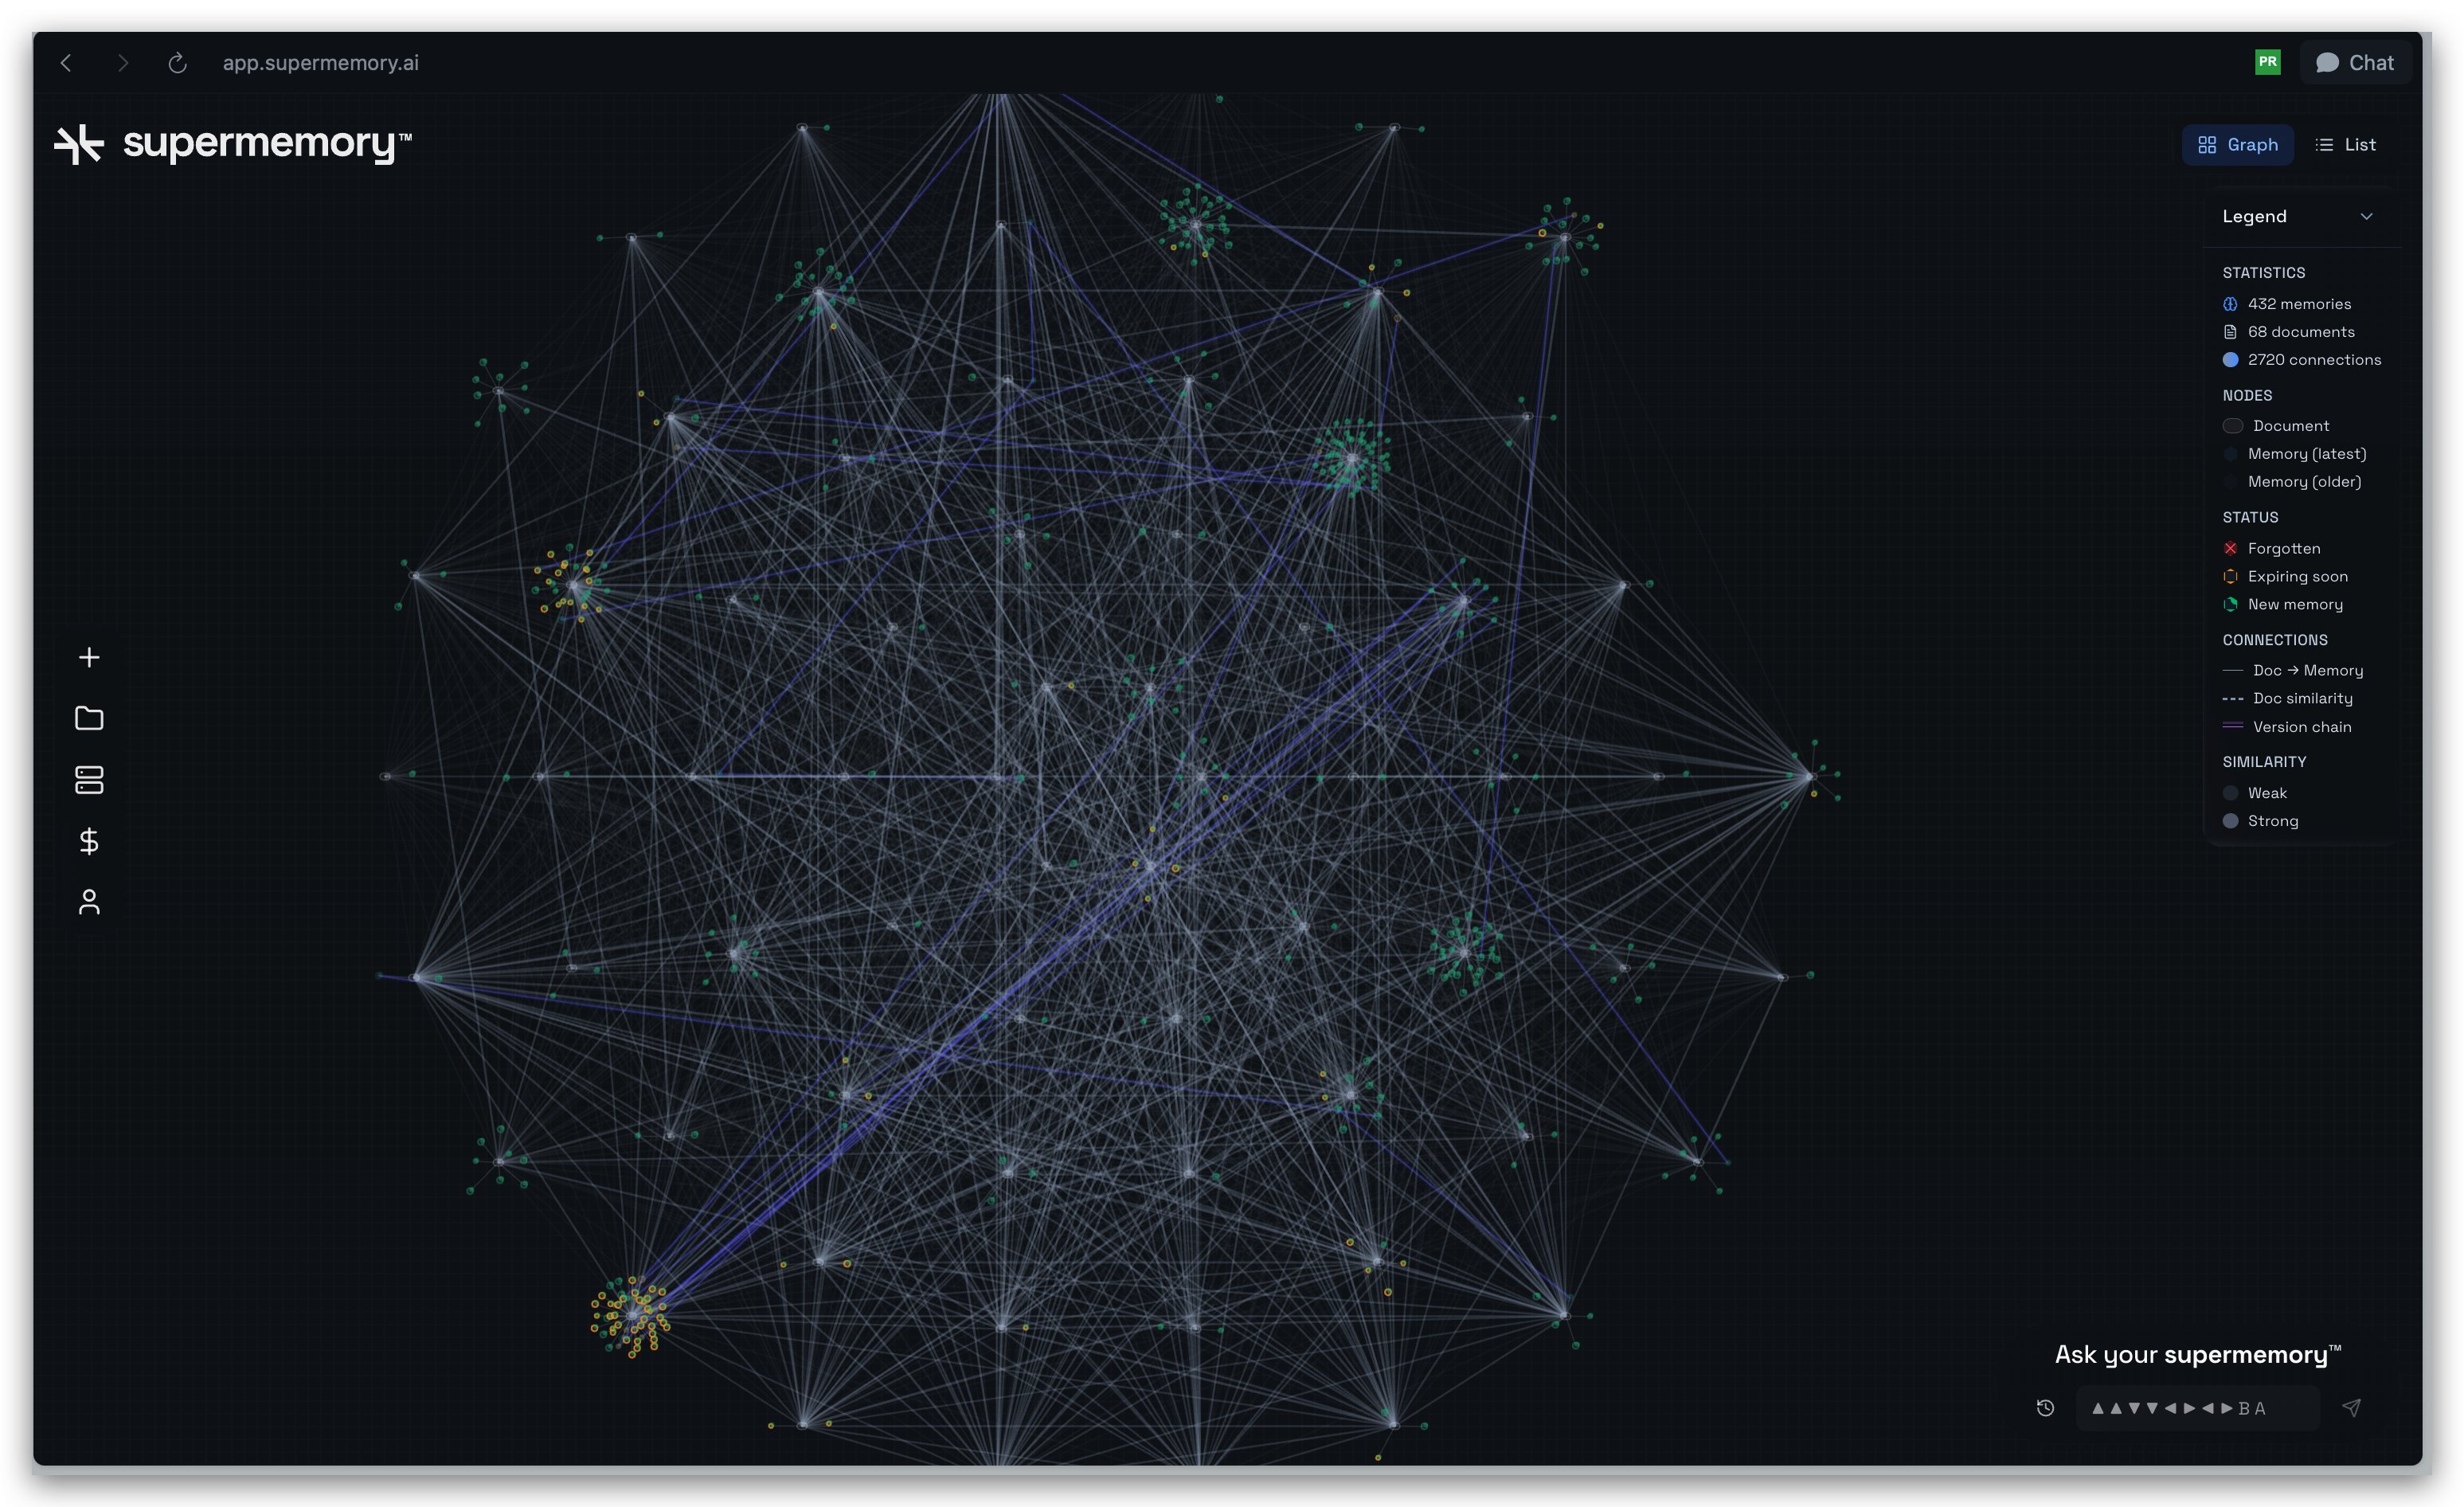 app.supermemory.ai
PR
Chat
supermemory™
Graph
List
Legend
STATISTICS
432 memories
68 documents
2720 connections
NODES
Document
Memory (latest)
Memory (older)
STATUS
Forgotten
Expiring soon
New memory
CONNECTIONS
Doc → Memory
Doc similarity
Version chain
SIMILARITY
Weak
Strong
Ask your supermemory™
▲▲▼▼◄►◄►BA